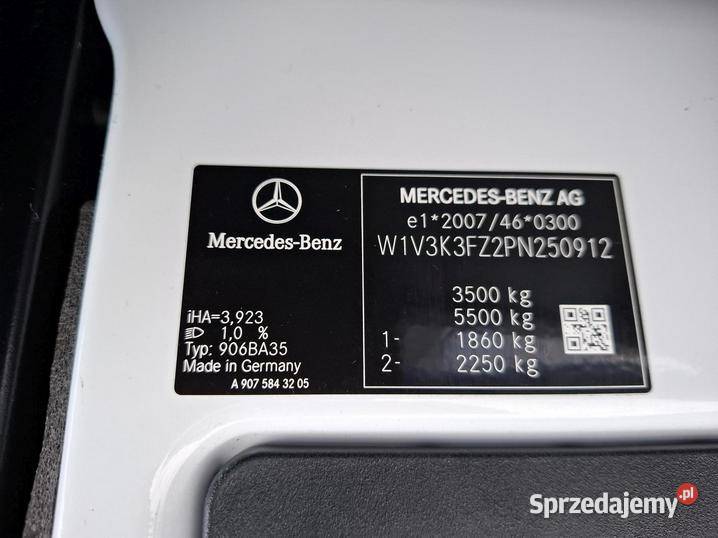 Mercedes-Benz
iHA=3,923
1,0 %
Typ: 906BA35
Made in Germany
A 907 584 32 05
MERCEDES-BENZ AG
e1*2007/46*0300
W1V3K3FZ2PN250912
3500 kg
5500 kg
1- 1860 kg
2- 2250 kg
Sprzedajemy.pl